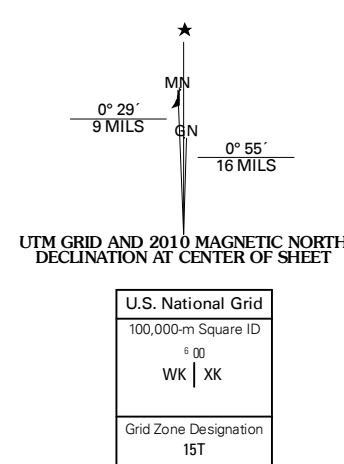 ★
MN
0° 29´
9 MILS
GN
0° 55´
16 MILS
UTM GRID AND 2010 MAGNETIC NORTH
DECLINATION AT CENTER OF SHEET
U.S. National Grid
100,000-m Square ID
6 00
WK XK
Grid Zone Designation
15T